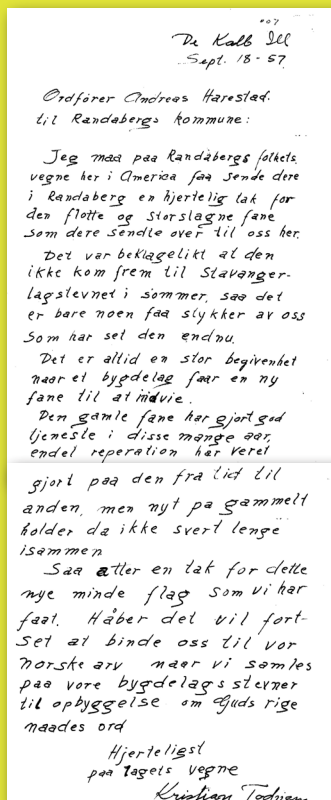 De Kalb Ill
Sept. 18-57
Ordfører Andreas Harestad.
til Randabergs kommune:
Jeg maa paa Randabergs folkets
vegne her i America faa sende dere
i Randaberg en hjertelig tak for
den flotte og storslagne fane
som dere sendte over til oss her.
Det var beklagelikt at den
ikke kom frem til Stavanger-
lagstevnet i sommer, saa det
er bare noen faa stykker av oss
som har set den endnu.
Det er altid en stor begivenhet
naar et bygdelag faar en ny
fane til at indvie.
Den gamle fane har gjort god
tjeneste i disse mange aar,
endel reperation har veret
gjort paa den fra tid til
anden, men nyt pa gammelt
holder da ikke svert lenge
isammen
Saa atter en tak for dette
nye minde flag som vi har
faat. Håber det vil fort-
set at binde oss til vor
norske arv naar vi samles
paa vore bygdelags stevner
til opbyggelse om Guds rige
naades ord
Hjerteligst
paa lagets vegne
Kristian